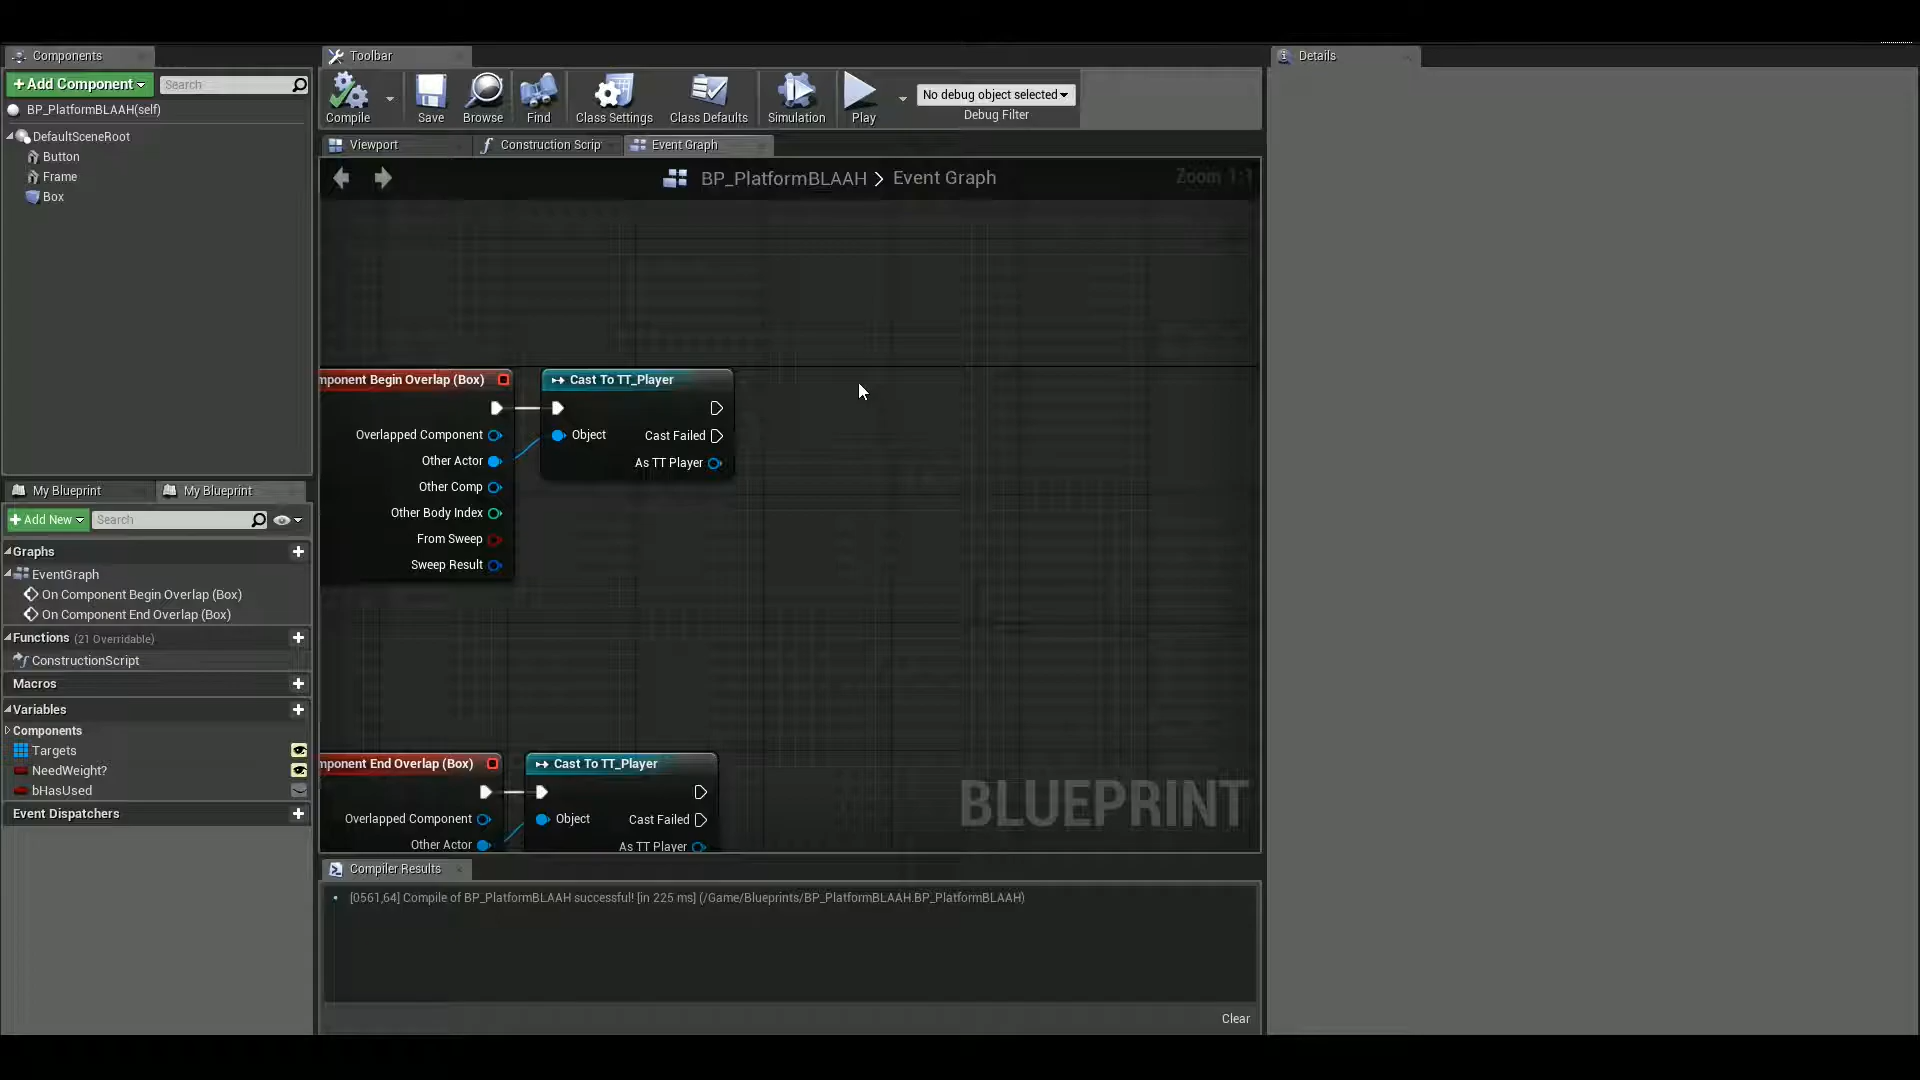 Components
Toolbar
Details
+ Add Component
Search
BP_PlatformBLAAH(self)
DefaultSceneRoot
Button
Frame
Box
Compile
Save
Browse
Find
Class Settings
Class Defaults
Simulation
Play
No debug object selected
Debug Filter
Viewport
Construction Scrip
Event Graph
BP_PlatformBLAAH > Event Graph
Zoom 1:1
mponent Begin Overlap (Box)
Overlapped Component
Other Actor
Other Comp
Other Body Index
From Sweep
Sweep Result
Cast To TT_Player
Object
Cast Failed
As TT Player
mponent End Overlap (Box)
Overlapped Component
Other Actor
Cast To TT_Player
Object
Cast Failed
As TT Player
BLUEPRINT
My Blueprint
My Blueprint
+ Add New
Search
Graphs
EventGraph
On Component Begin Overlap (Box)
On Component End Overlap (Box)
Functions (21 Overridable)
ConstructionScript
Macros
Variables
Components
Targets
NeedWeight?
bHasUsed
Event Dispatchers
Compiler Results
[0561,64] Compile of BP_PlatformBLAAH successful! [in 225 ms] (/Game/Blueprints/BP_PlatformBLAAH.BP_PlatformBLAAH)
Clear